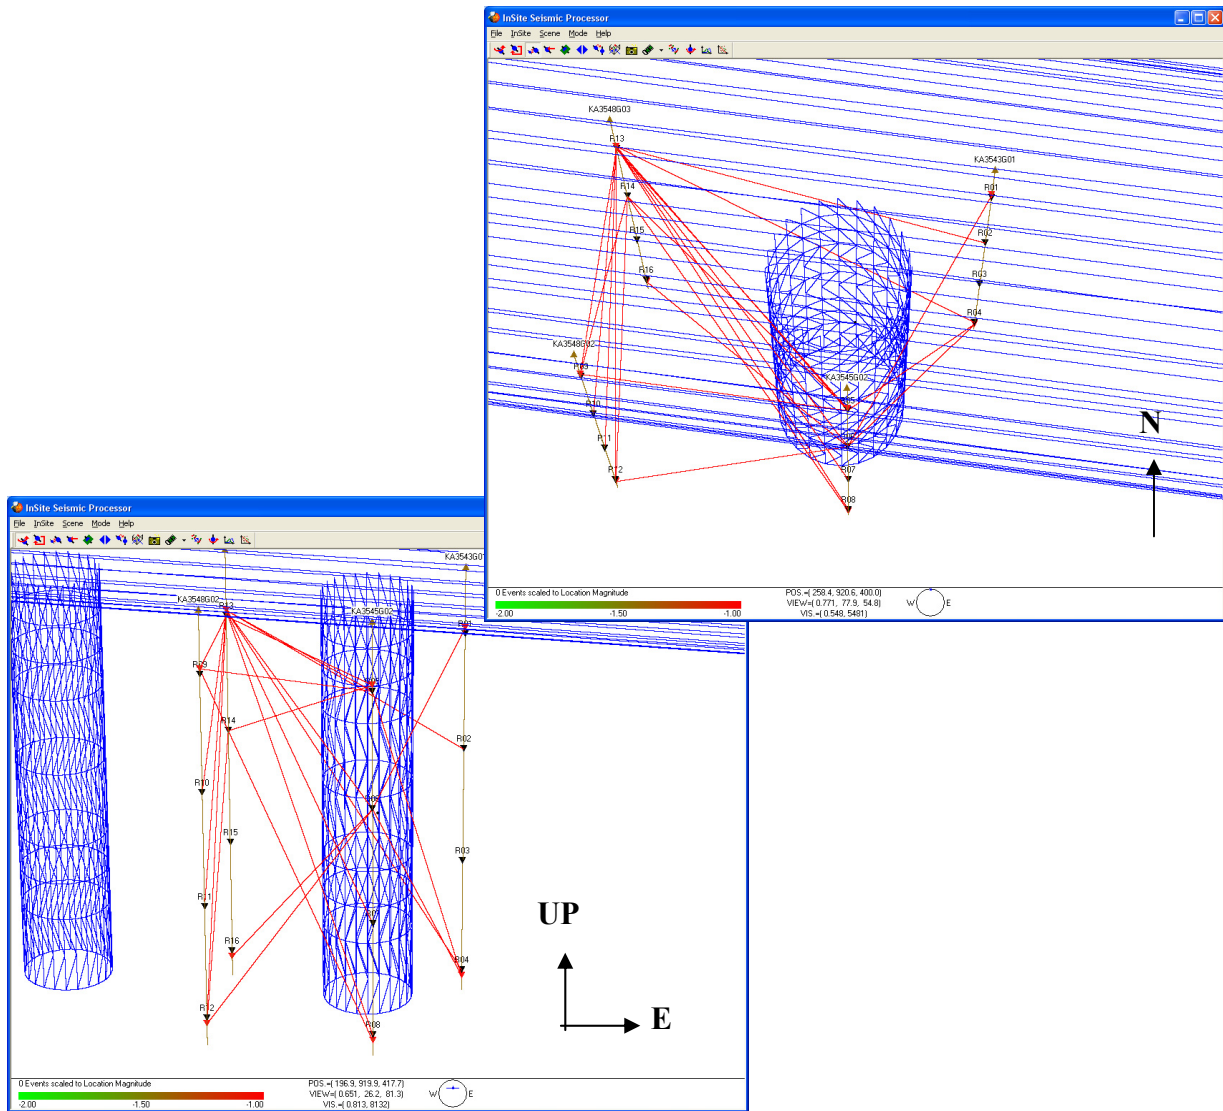 InSite Seismic Processor
File InSite Scene Mode Help
KA3548G03
R13
KA3543G01
R14
R01
R15
R02
R16
R03
R04
KA3548G02
KA3545G02
R10
N
R11
R12
R07
R08
0 Events scaled to Location Magnitude
-2.00 -1.50 -1.00
POS.=( 258.4, 920.6, 400.0)
VIEW=( 0.771, 77.9, 54.8)
VIS.=( 0.548, 5481)
W E
InSite Seismic Processor
File InSite Scene Mode Help
KA3548G02
R13
KA3545G02
R01
R09
R14
R02
R10
R15
R03
R11
R16
R04
R12
R08
UP
E
0 Events scaled to Location Magnitude
-2.00 -1.50 -1.00
POS.=( 196.9, 919.9, 417.7)
VIEW=( 0.651, 26.2, 81.3)
VIS.=( 0.813, 8132)
W E